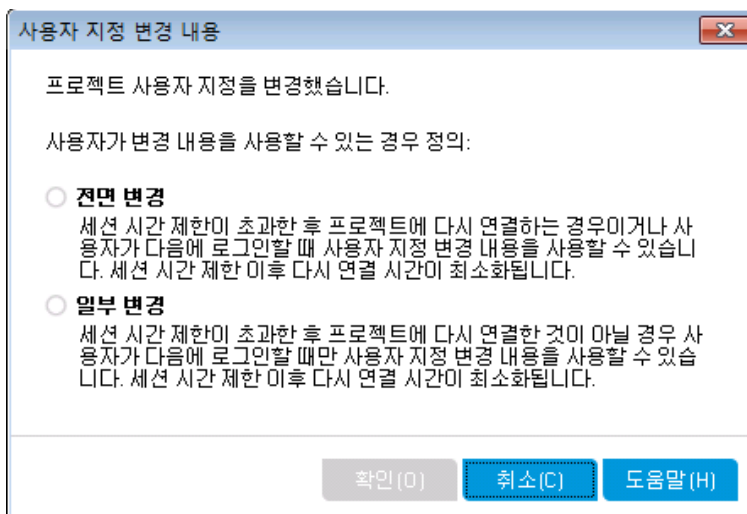 사용자 지정 변경 내용
프로젝트 사용자 지정을 변경했습니다.
사용자가 변경 내용을 사용할 수 있는 경우 정의:
전면 변경
세션 시간 제한이 초과한 후 프로젝트에 다시 연결하는 경우이거나 사
용자가 다음에 로그인할 때 사용자 지정 변경 내용을 사용할 수 있습니
다. 세션 시간 제한 이후 다시 연결 시간이 최소화됩니다.
일부 변경
세션 시간 제한이 초과한 후 프로젝트에 다시 연결한 것이 아닐 경우 사
용자가 다음에 로그인할 때만 사용자 지정 변경 내용을 사용할 수 있습
니다. 세션 시간 제한 이후 다시 연결 시간이 최소화됩니다.
확인(O) 취소(C) 도움말(H)